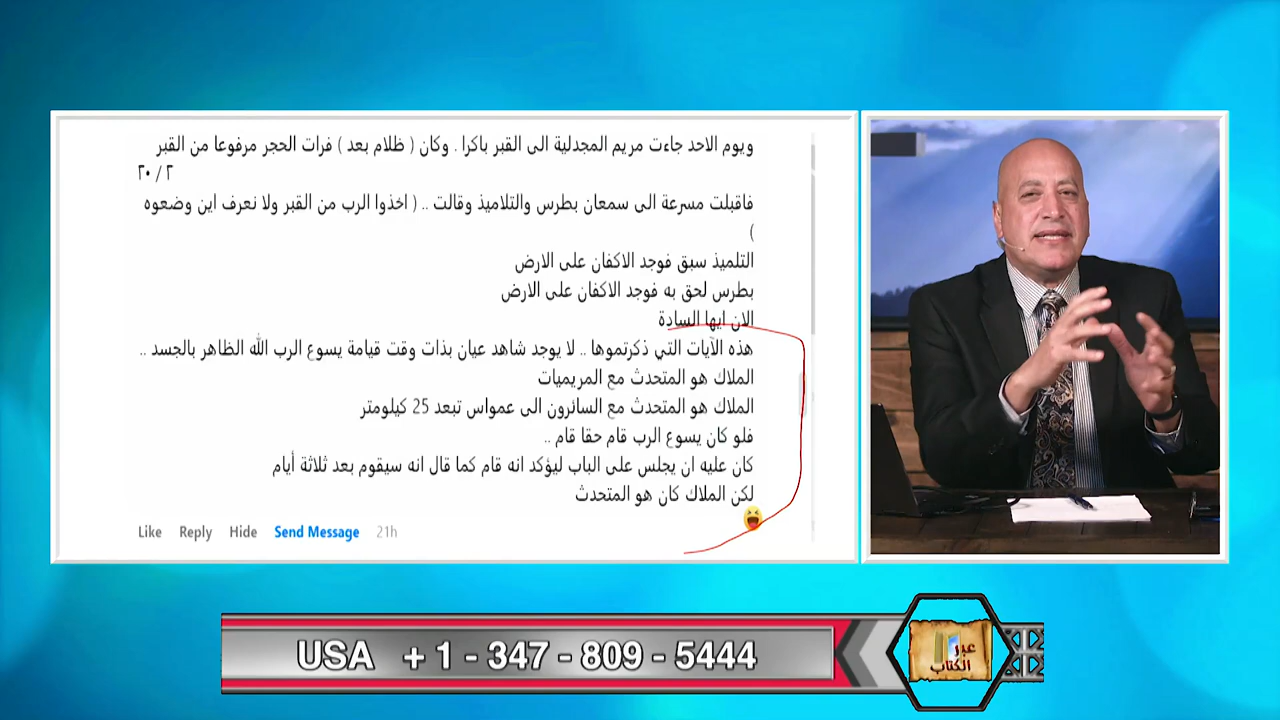 ويوم الاحد جاءت مريم المجدلية الى القبر باكرا . وكان ( ظلام بعد ) فرات الحجر مرفوعا من القبر
٢ / ٢٠
فاقبلت مسرعة الى سمعان بطرس والتلاميذ وقالت .. ( اخذوا الرب من القبر ولا نعرف اين وضعوه
)
التلميذ سبق فوجد الاكفان على الارض
بطرس لحق به فوجد الاكفان على الارض
الان ايها السادة
هذه الآيات التي ذكرتموها .. لا يوجد شاهد عيان بذات وقت قيامة يسوع الرب الله الظاهر بالجسد ..
الملاك هو المتحدث مع المريميات
الملاك هو المتحدث مع السائرون الى عمواس تبعد 25 كيلومتر
فلو كان يسوع الرب قام حقا قام ..
كان عليه ان يجلس على الباب ليؤكد انه قام كما قال انه سيقوم بعد ثلاثة أيام
لكن الملاك كان هو المتحدث
Like Reply Hide Send Message 21h
USA + 1 - 347 - 809 - 5444
عبر
الكتاب